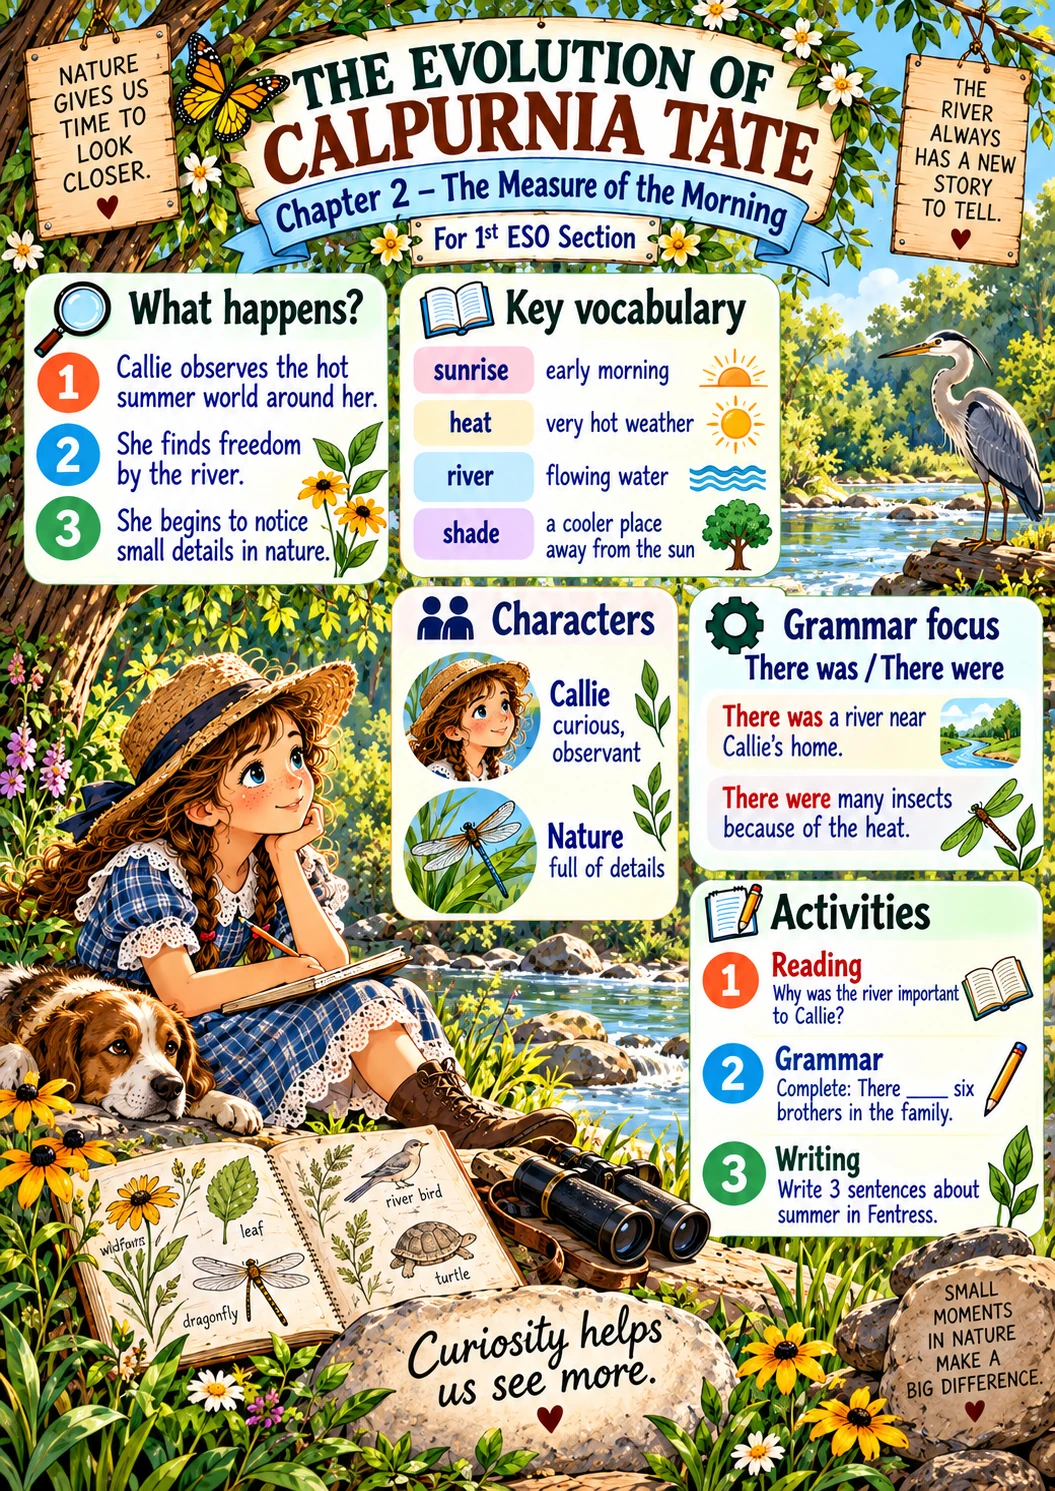 NATURE
GIVES US
TIME TO
LOOK
CLOSER.
THE EVOLUTION OF
CALPURNIA TATE
Chapter 2 – The Measure of the Morning
For 1st ESO Section
THE
RIVER
ALWAYS
HAS A NEW
STORY
TO TELL.
What happens?
1 Callie observes the hot
summer world around her.
2 She finds freedom
by the river.
3 She begins to notice
small details in nature.
Key vocabulary
sunrise early morning
heat very hot weather
river flowing water
shade a cooler place
away from the sun
Characters
Callie
curious,
observant
Nature
full of details
Grammar focus
There was / There were
There was a river near
Callie's home.
There were many insects
because of the heat.
Activities
1 Reading
Why was the river important
to Callie?
2 Grammar
Complete: There ____ six
brothers in the family.
3 Writing
Write 3 sentences about
summer in Fentress.
leaf
dragonfly
river bird
turtle
Curiosity helps
us see more.
SMALL
MOMENTS
IN NATURE
MAKE A
BIG DIFFERENCE.